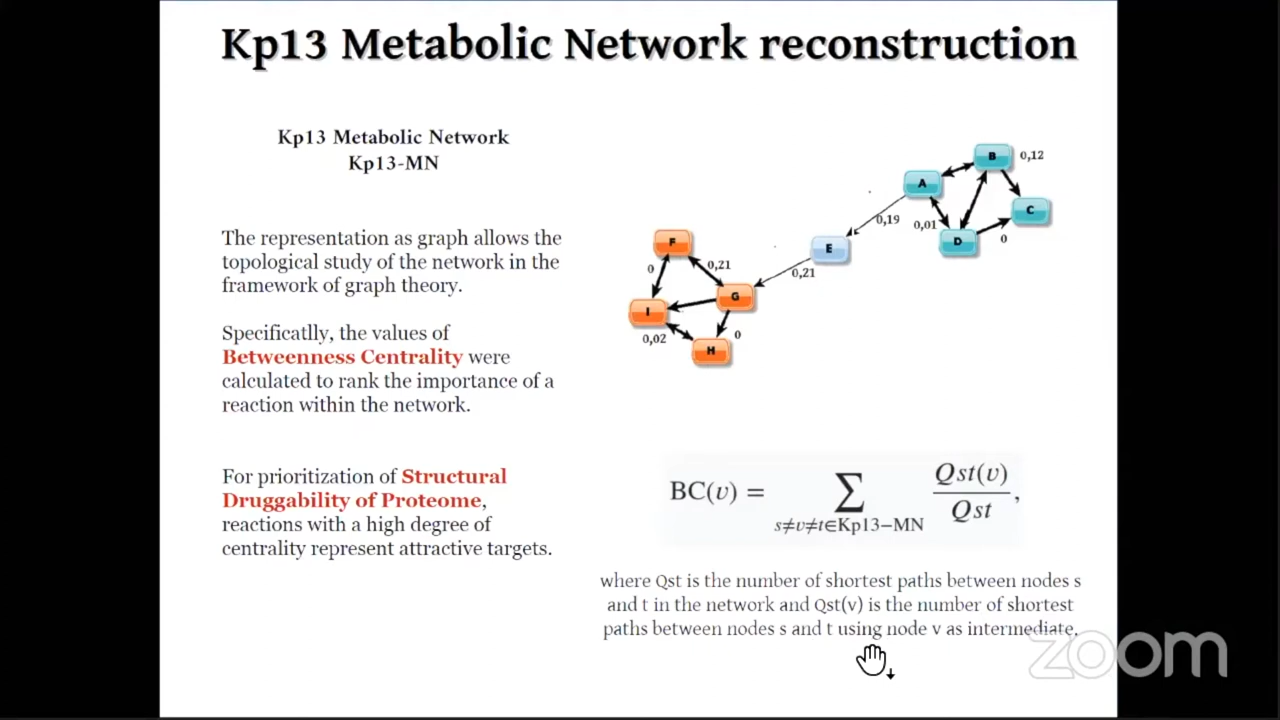 Kp13 Metabolic Network reconstruction
Kp13 Metabolic Network
Kp13-MN
The representation as graph allows the
topological study of the network in the
framework of graph theory.
Specificatlly, the values of
Betweenness Centrality were
calculated to rank the importance of a
reaction within the network.
For prioritization of Structural
Druggability of Proteome,
reactions with a high degree of
centrality represent attractive targets.
B 0,12
A
C
0,19
0,01
D
0
E
F
0,21
0
0,21
G
I
0,02
H
0
BC(v) = ∑ s≠v≠t∈Kp13−MN Qst(v)/Qst,
where Qst is the number of shortest paths between nodes s
and t in the network and Qst(v) is the number of shortest
paths between nodes s and t using node v as intermediate.
zoom